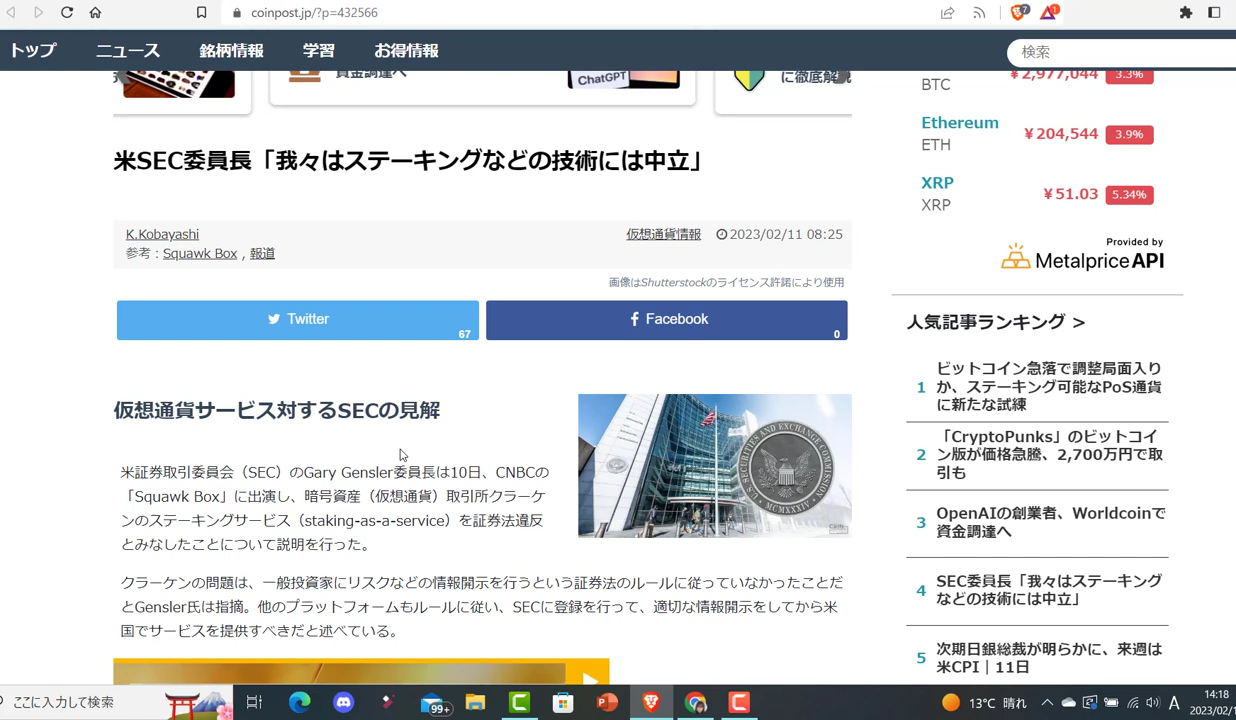 coinpost.jp/?p=432566
7
1
トップ
ニュース
銘柄情報
学習
お得情報
検索
資金調達へ
ChatGPT
に徹底解説
BTC
¥2,977,044 3.3%
Ethereum
ETH
¥204,544 3.9%
XRP
XRP
¥51.03 5.34%
Provided by
MetalpriceAPI
米SEC委員長「我々はステーキングなどの技術には中立」
K.Kobayashi
参考：Squawk Box , 報道
仮想通貨情報 2023/02/11 08:25
画像はShutterstockのライセンス許諾により使用
Twitter
67
Facebook
0
仮想通貨サービス対するSECの見解
米証券取引委員会（SEC）のGary Gensler委員長は10日、CNBCの
「Squawk Box」に出演し、暗号資産（仮想通貨）取引所クラーケ
ンのステーキングサービス（staking-as-a-service）を証券法違反
とみなしたことについて説明を行った。
クラーケンの問題は、一般投資家にリスクなどの情報開示を行うという証券法のルールに従っていなかったことだ
とGensler氏は指摘。他のプラットフォームもルールに従い、SECに登録を行って、適切な情報開示をしてから米
国でサービスを提供すべきだと述べている。
SECURITIES AND EXCHANGE COMMISSION
MCMXXXIV
人気記事ランキング >
1
ビットコイン急落で調整局面入り
か、ステーキング可能なPoS通貨
に新たな試練
2
「CryptoPunks」のビットコイ
ン版が価格急騰、2,700万円で取
引も
3
OpenAIの創業者、Worldcoinで
資金調達へ
4
SEC委員長「我々はステーキング
などの技術には中立」
5
次期日銀総裁が明らかに、来週は
米CPI｜11日
ここに入力して検索
99+
13°C 晴れ
A
14:18
2023/02/